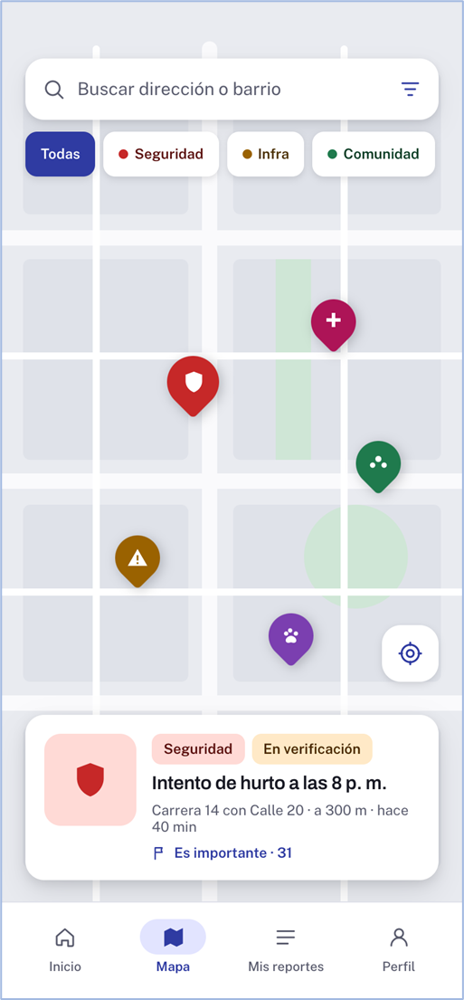 Buscar dirección o barrio
Todas
Seguridad
Infra
Comunidad
Seguridad
En verificación
Intento de hurto a las 8 p. m.
Carrera 14 con Calle 20 · a 300 m · hace
40 min
Es importante · 31
Inicio
Mapa
Mis reportes
Perfil